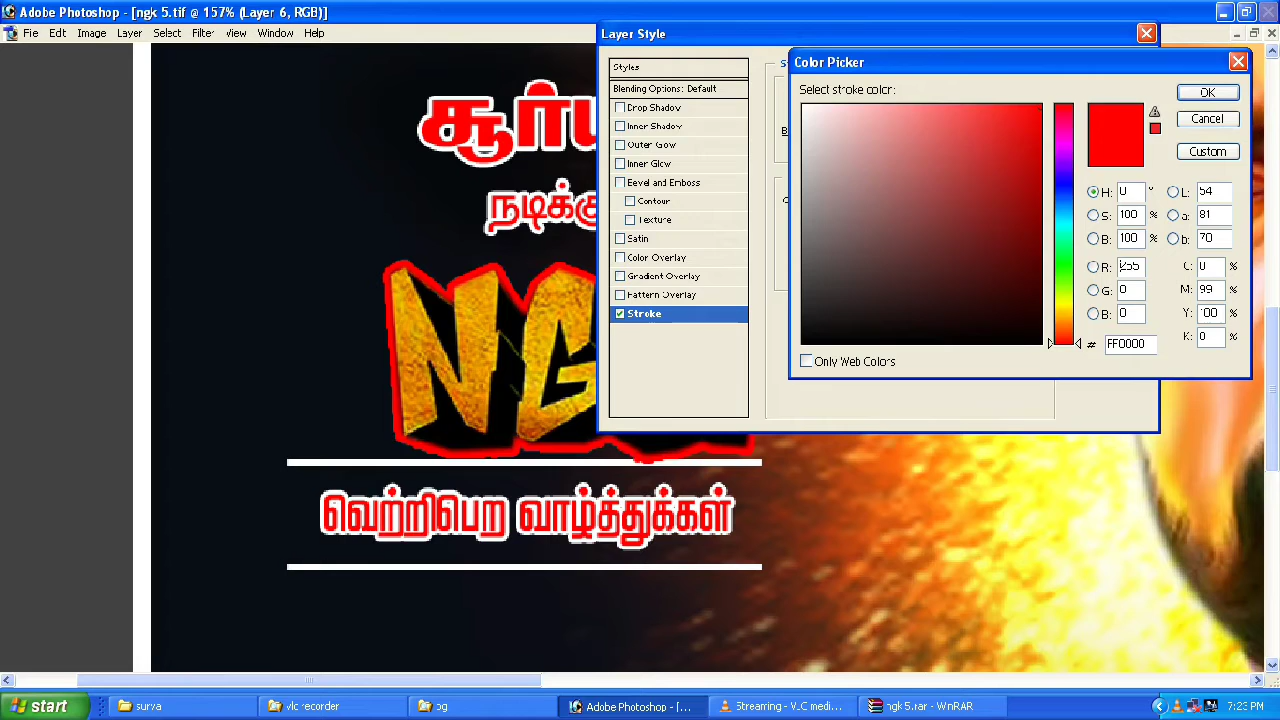 Adobe Photoshop - [ngk 5.tif @ 157% (Layer 6, RGB)]
File Edit Image Layer Select Filter View Window Help
Layer Style
Color Picker
Styles
Blending Options: Default
Drop Shadow
Inner Shadow
Outer Glow
Inner Glow
Bevel and Emboss
Contour
Texture
Satin
Color Overlay
Gradient Overlay
Pattern Overlay
Stroke
Select stroke color:
OK
Cancel
Custom
H: 0 ° L: 54
S: 100 % a: 81
B: 100 % b: 70
R: 255 C: 0 %
G: 0 M: 99 %
B: 0 Y: 100 %
# FF0000 K: 0 %
Only Web Colors
NG
வெற்றிபெற வாழ்த்துக்கள்
start surya vlc recorder Adobe Photoshop - [... Streaming - VLC medi... ngk 5.rar - WinRAR 7:23 PM